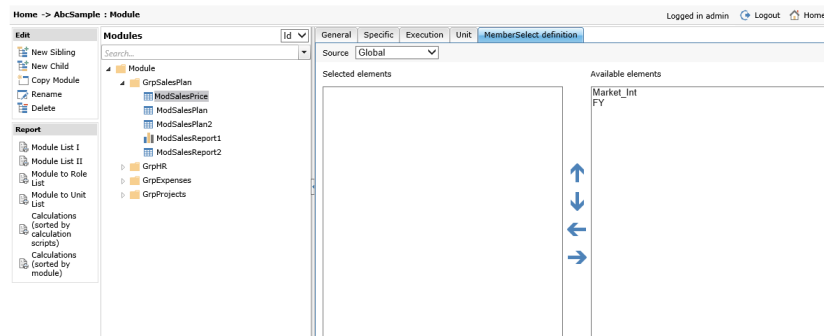 Home -> AbcSample : Module
Logged in admin Logout Home
Edit
New Sibling
New Child
Copy Module
Rename
Delete
Report
Module List I
Module List II
Module to Role
List
Module to Unit
List
Calculations
(sorted by
calculation
scripts)
Calculations
(sorted by
module)
Modules Id
Search...
Module
GrpSalesPlan
ModSalesPrice
ModSalesPlan
ModSalesPlan2
ModSalesReport1
ModSalesReport2
GrpHR
GrpExpenses
GrpProjects
General Specific Execution Unit MemberSelect definition
Source Global
Selected elements
Available elements
Market_Int
FY